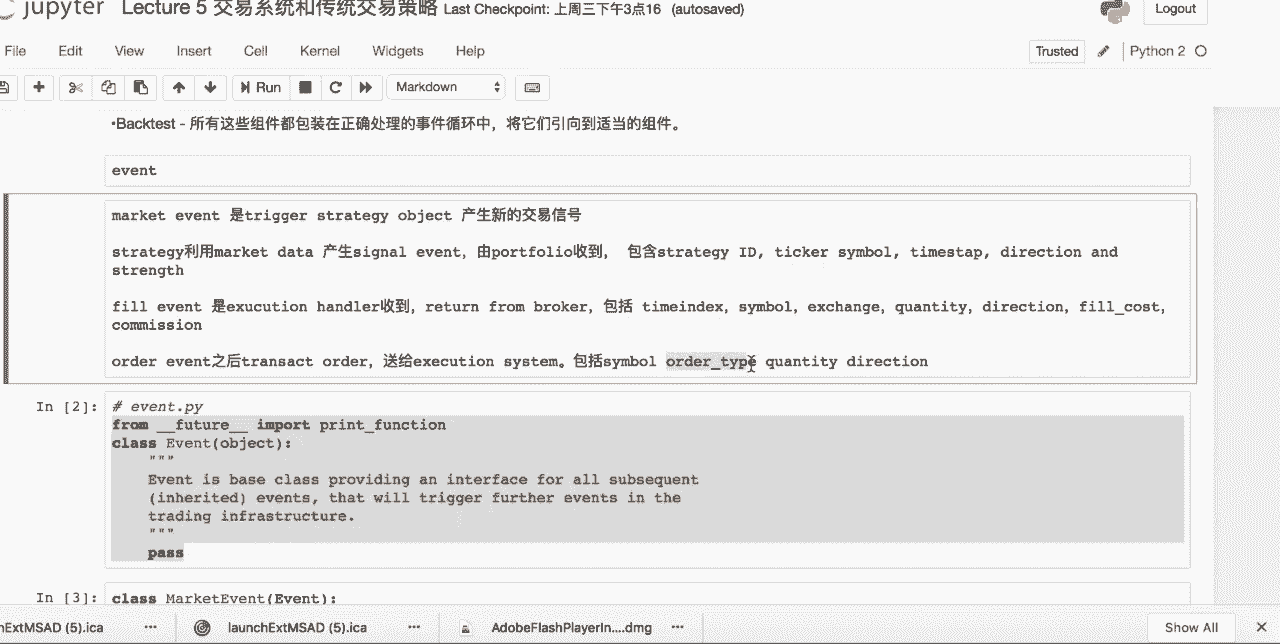 jupyter Lecture 5 交易系统和传统交易策略 Last Checkpoint: 上周三下午3点16 (autosaved)
Logout
File Edit View Insert Cell Kernel Widgets Help
Trusted Python 2
Run Markdown
•Backtest - 所有这些组件都包装在正确处理的事件循环中，将它们引向到适当的组件。
event
market event 是trigger strategy object 产生新的交易信号
strategy利用market data 产生signal event，由portfolio收到， 包含strategy ID, ticker symbol, timestap, direction and
strength
fill event 是exucution handler收到，return from broker，包括 timeindex, symbol, exchange, quantity, direction, fill_cost,
commission
order event之后transact order，送给execution system。包括symbol order_type quantity direction
In [2]: # event.py
from __future__ import print_function
class Event(object):
"""
Event is base class providing an interface for all subsequent
(inherited) events, that will trigger further events in the
trading infrastructure.
"""
pass
In [3]: class MarketEvent(Event):
hExtMSAD (5).ica ... launchExtMSAD (5).ica ... AdobeFlashPlayerIn....dmg ... Show All